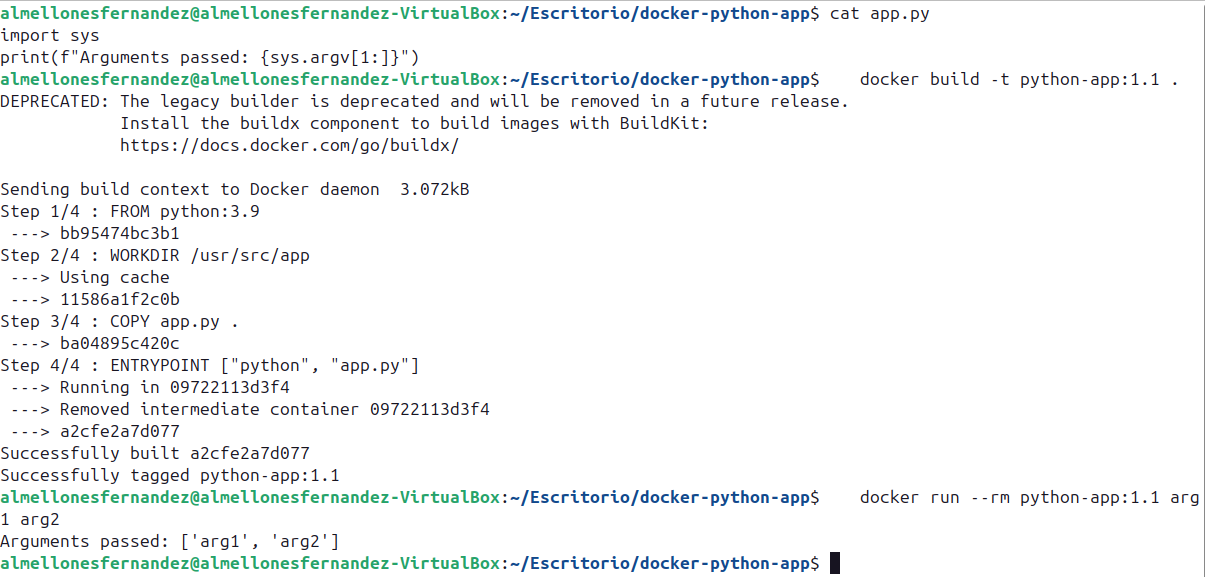 almellonesfernandez@almellonesfernandez-VirtualBox:~/Escritorio/docker-python-app$ cat app.py
import sys
print(f"Arguments passed: {sys.argv[1:]}")
almellonesfernandez@almellonesfernandez-VirtualBox:~/Escritorio/docker-python-app$    docker build -t python-app:1.1 .
DEPRECATED: The legacy builder is deprecated and will be removed in a future release.
            Install the buildx component to build images with BuildKit:
            https://docs.docker.com/go/buildx/

Sending build context to Docker daemon  3.072kB
Step 1/4 : FROM python:3.9
 ---> bb95474bc3b1
Step 2/4 : WORKDIR /usr/src/app
 ---> Using cache
 ---> 11586a1f2c0b
Step 3/4 : COPY app.py .
 ---> ba04895c420c
Step 4/4 : ENTRYPOINT ["python", "app.py"]
 ---> Running in 09722113d3f4
 ---> Removed intermediate container 09722113d3f4
 ---> a2cfe2a7d077
Successfully built a2cfe2a7d077
Successfully tagged python-app:1.1
almellonesfernandez@almellonesfernandez-VirtualBox:~/Escritorio/docker-python-app$    docker run --rm python-app:1.1 arg
1 arg2
Arguments passed: ['arg1', 'arg2']
almellonesfernandez@almellonesfernandez-VirtualBox:~/Escritorio/docker-python-app$